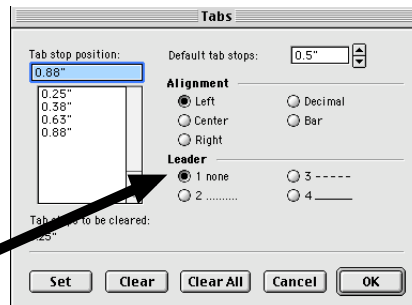 Tabs
Tab stop position:
0.88"
0.25"
0.38"
0.63"
0.88"
Default tab stops: 0.5"
Alignment
Left
Decimal
Center
Bar
Right
Leader
1 none
3 -----
2 ..........
4 _____
Tab to be cleared:
Set
Clear
Clear All
Cancel
OK